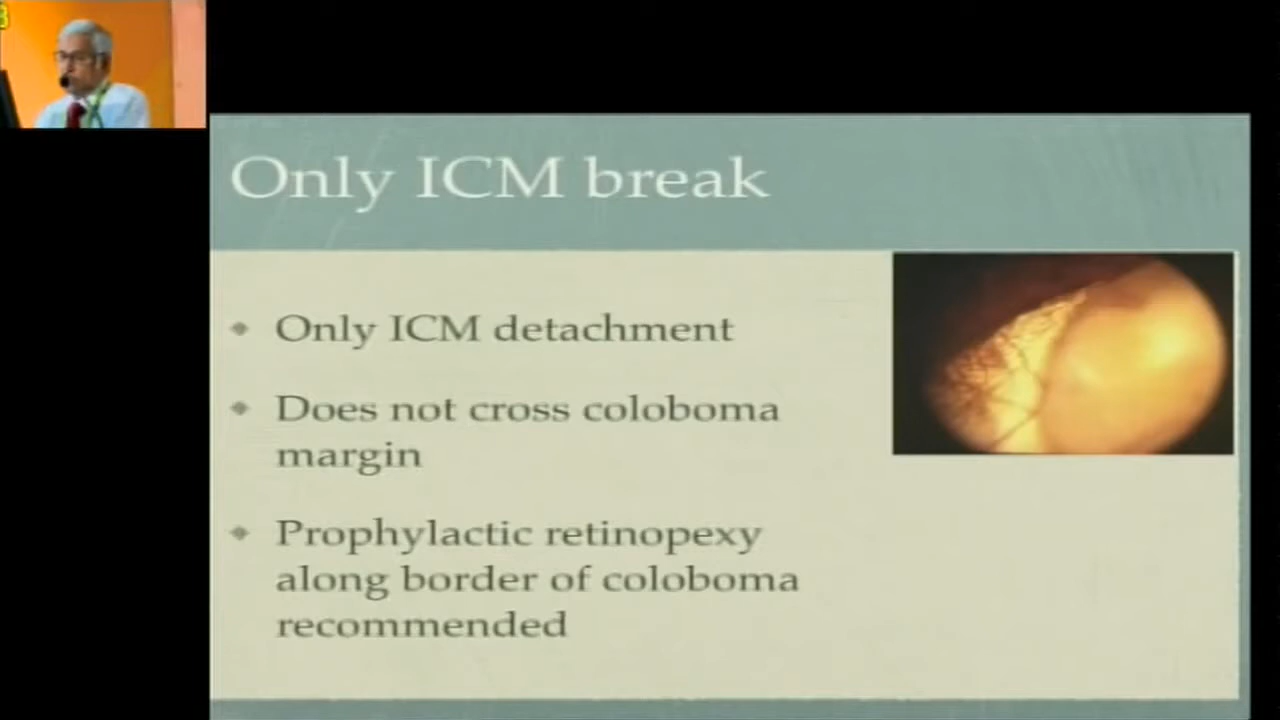 Only ICM break
Only ICM detachment
Does not cross coloboma
margin
Prophylactic retinopexy
along border of coloboma
recommended